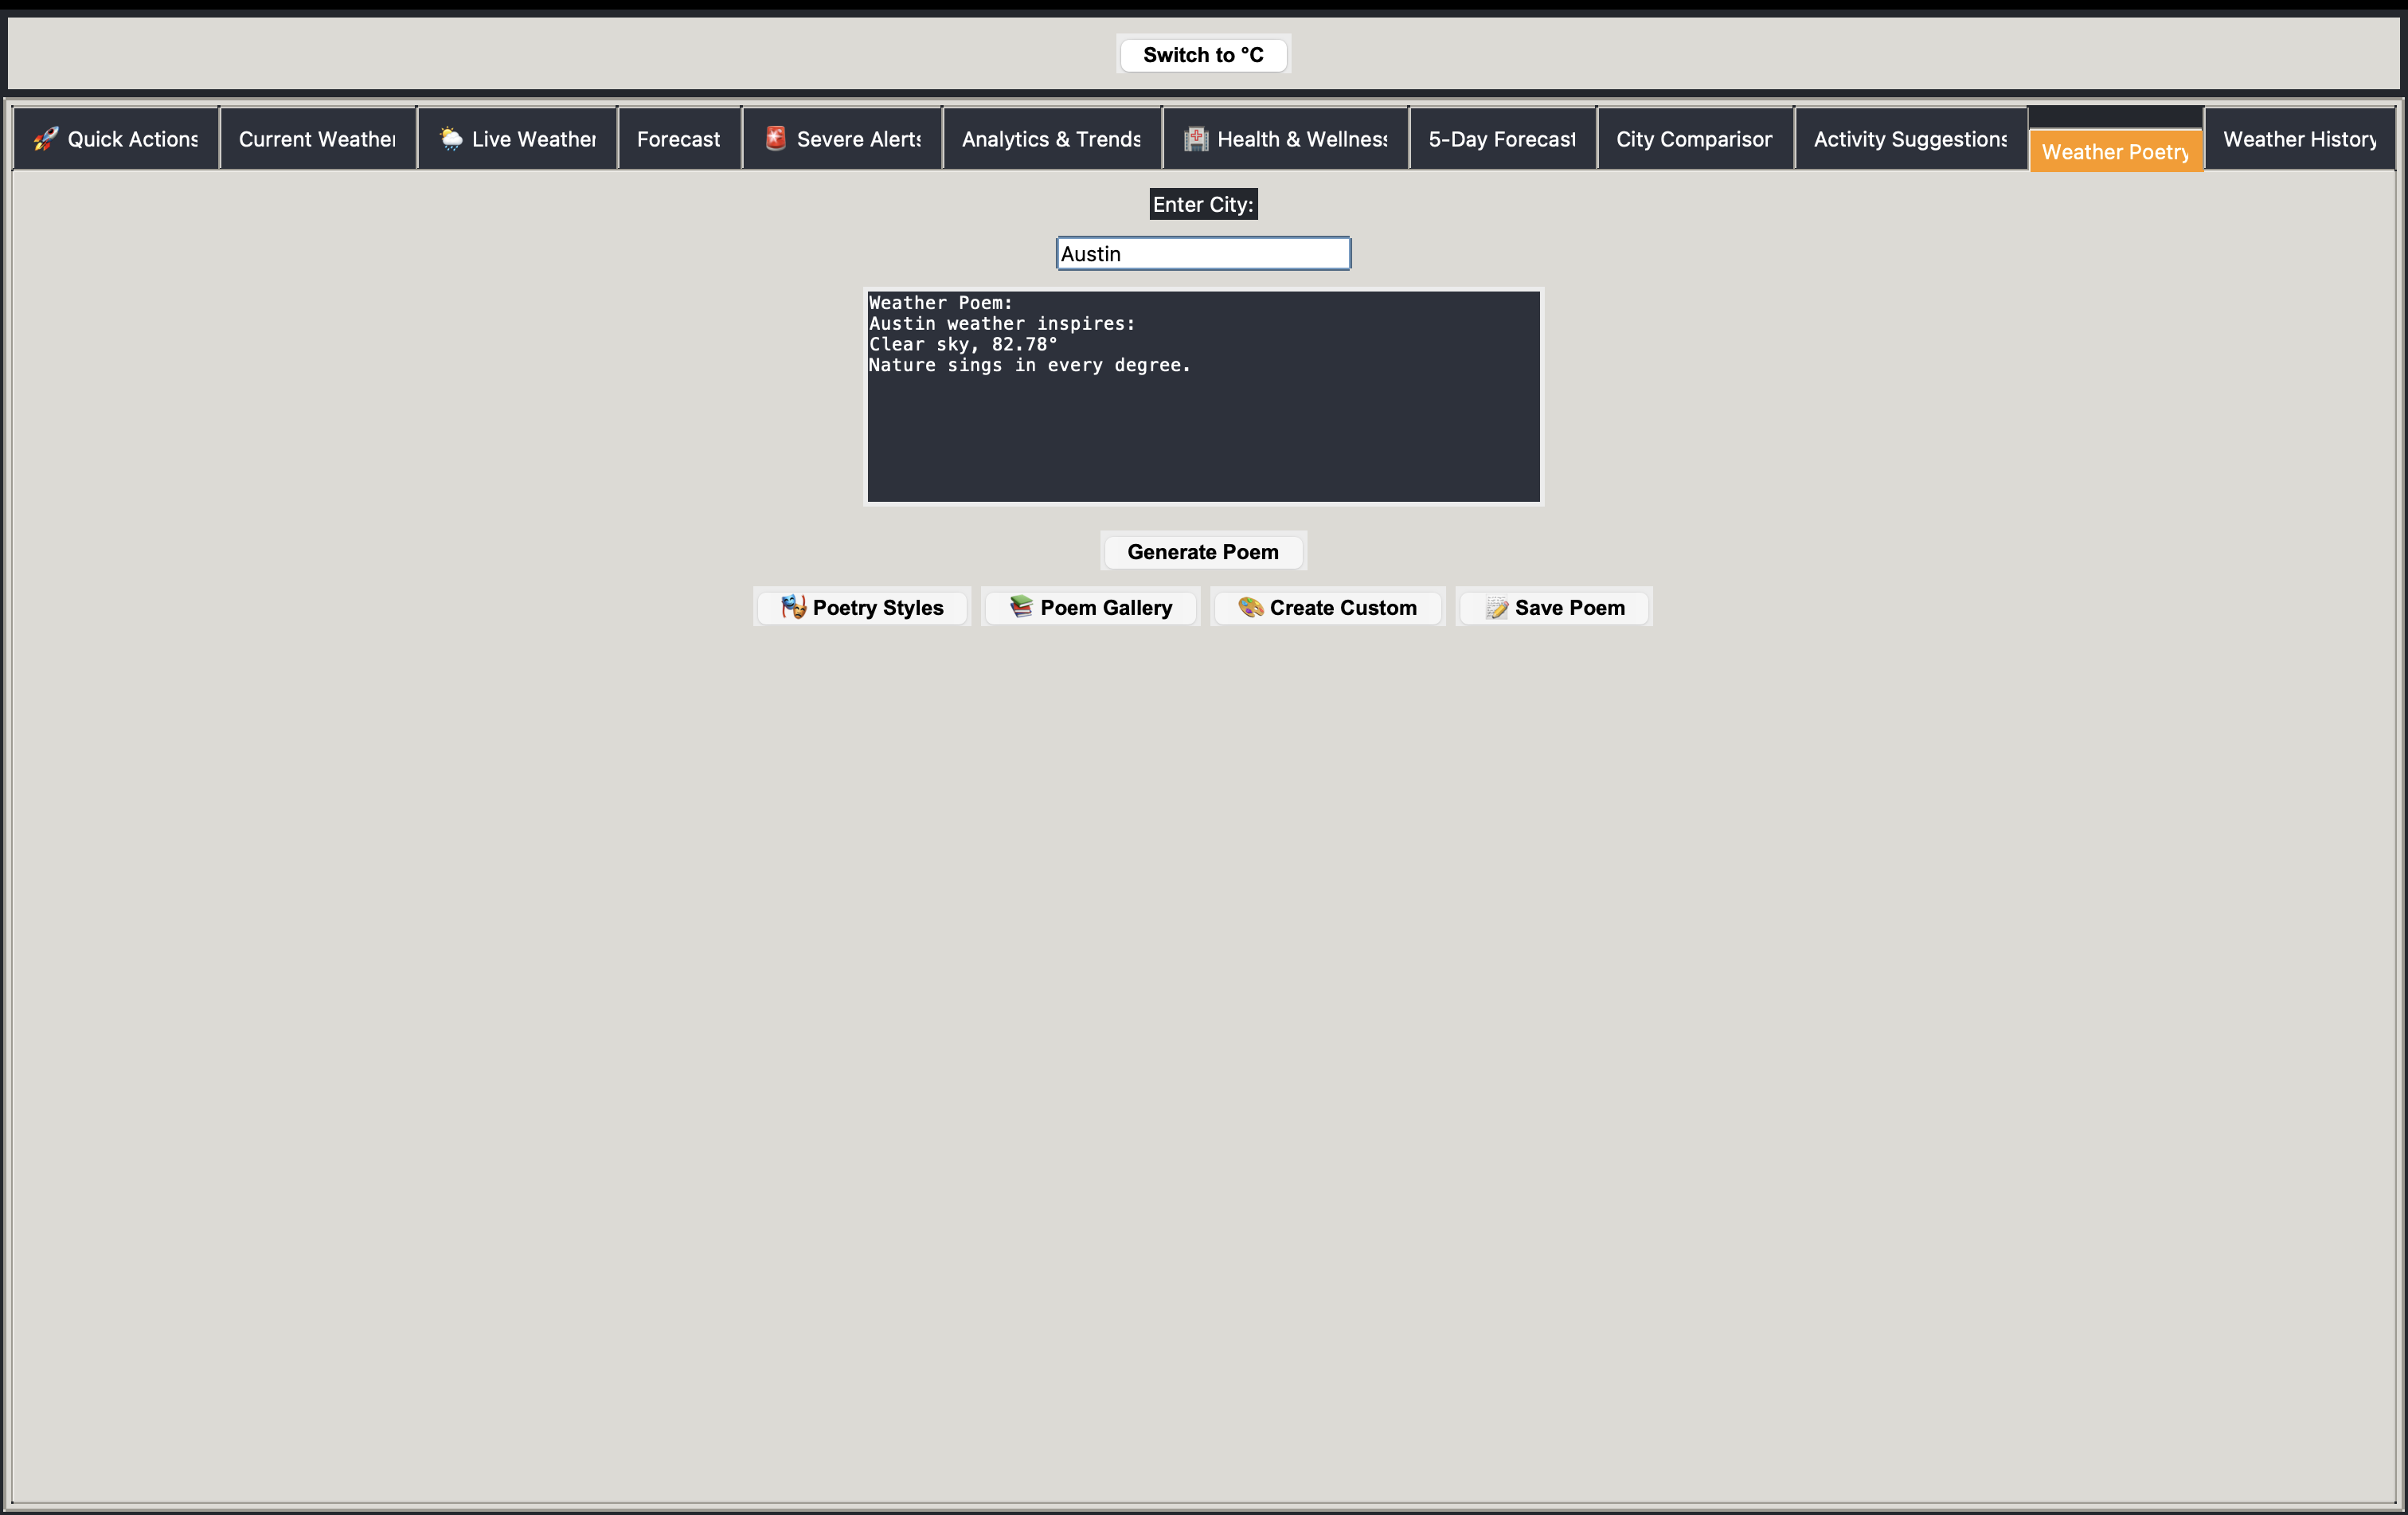 Switch to °C
Quick Actions Current Weather Live Weather Forecast Severe Alerts Analytics & Trends Health & Wellness 5-Day Forecast City Comparison Activity Suggestions Weather Poetry Weather History
Enter City:
Austin
Weather Poem:
Austin weather inspires:
Clear sky, 82.78°
Nature sings in every degree.
Generate Poem
Poetry Styles Poem Gallery Create Custom Save Poem